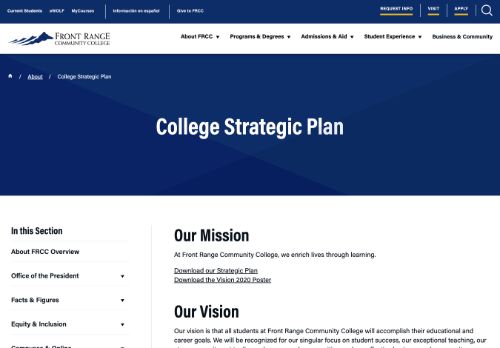 Current Students eWOLF MyCourses Información en español Give to FRCC REQUEST INFO VISIT APPLY
FRONT RANGE
COMMUNITY COLLEGE
About FRCC Programs & Degrees Admissions & Aid Student Experience Business & Community
/ About / College Strategic Plan
College Strategic Plan
In this Section
About FRCC Overview
Office of the President
Facts & Figures
Equity & Inclusion
Campuses & Online
Our Mission
At Front Range Community College, we enrich lives through learning.
Download our Strategic Plan
Download the Vision 2020 Poster
Our Vision
Our vision is that all students at Front Range Community College will accomplish their educational and
career goals. We will be recognized for our singular focus on student success, our exceptional teaching, our